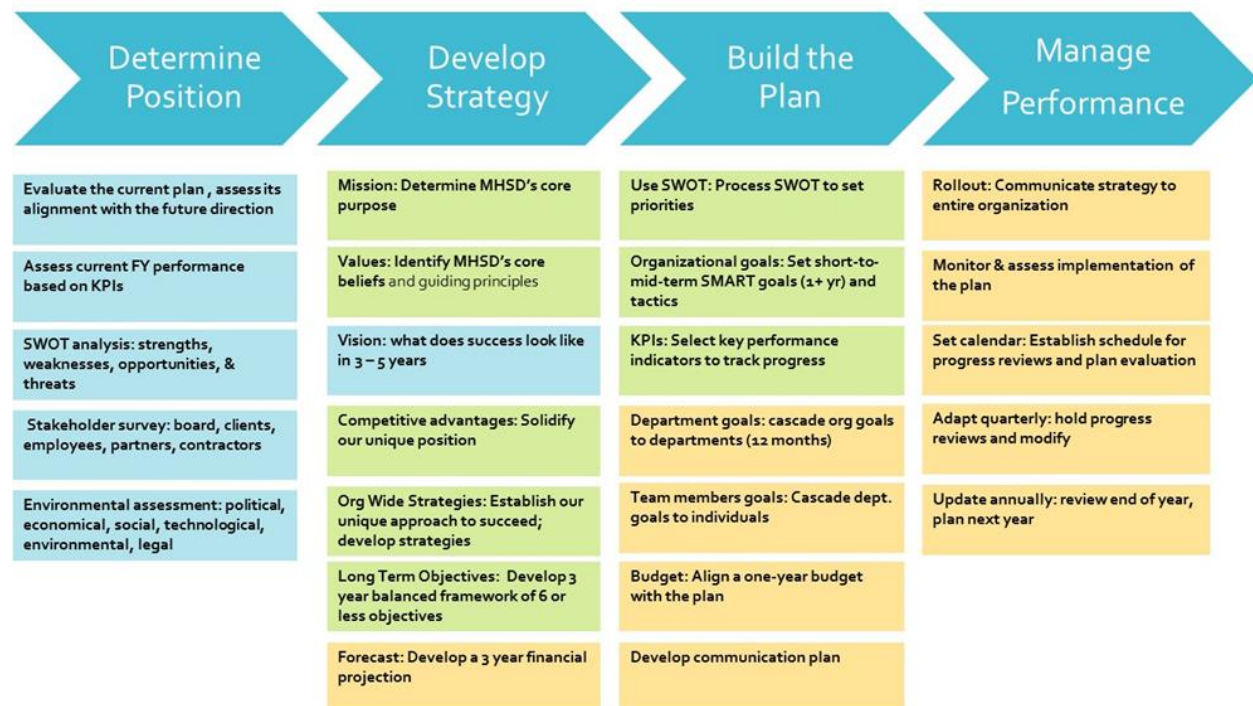 Determine
Position
Develop
Strategy
Build the
Plan
Manage
Performance
Evaluate the current plan , assess its
alignment with the future direction
Assess current FY performance
based on KPIs
SWOT analysis: strengths,
weaknesses, opportunities, &
threats
Stakeholder survey: board, clients,
employees, partners, contractors
Environmental assessment: political,
economical, social, technological,
environmental, legal
Mission: Determine MHSD's core
purpose
Values: Identify MHSD's core
beliefs and guiding principles
Vision: what does success look like
in 3 – 5 years
Competitive advantages: Solidify
our unique position
Org Wide Strategies: Establish our
unique approach to succeed;
develop strategies
Long Term Objectives: Develop 3
year balanced framework of 6 or
less objectives
Forecast: Develop a 3 year financial
projection
Use SWOT: Process SWOT to set
priorities
Organizational goals: Set short-to-
mid-term SMART goals (1+ yr) and
tactics
KPIs: Select key performance
indicators to track progress
Department goals: cascade org goals
to departments (12 months)
Team members goals: Cascade dept.
goals to individuals
Budget: Align a one-year budget
with the plan
Develop communication plan
Rollout: Communicate strategy to
entire organization
Monitor & assess implementation of
the plan
Set calendar: Establish schedule for
progress reviews and plan evaluation
Adapt quarterly: hold progress
reviews and modify
Update annually: review end of year,
plan next year